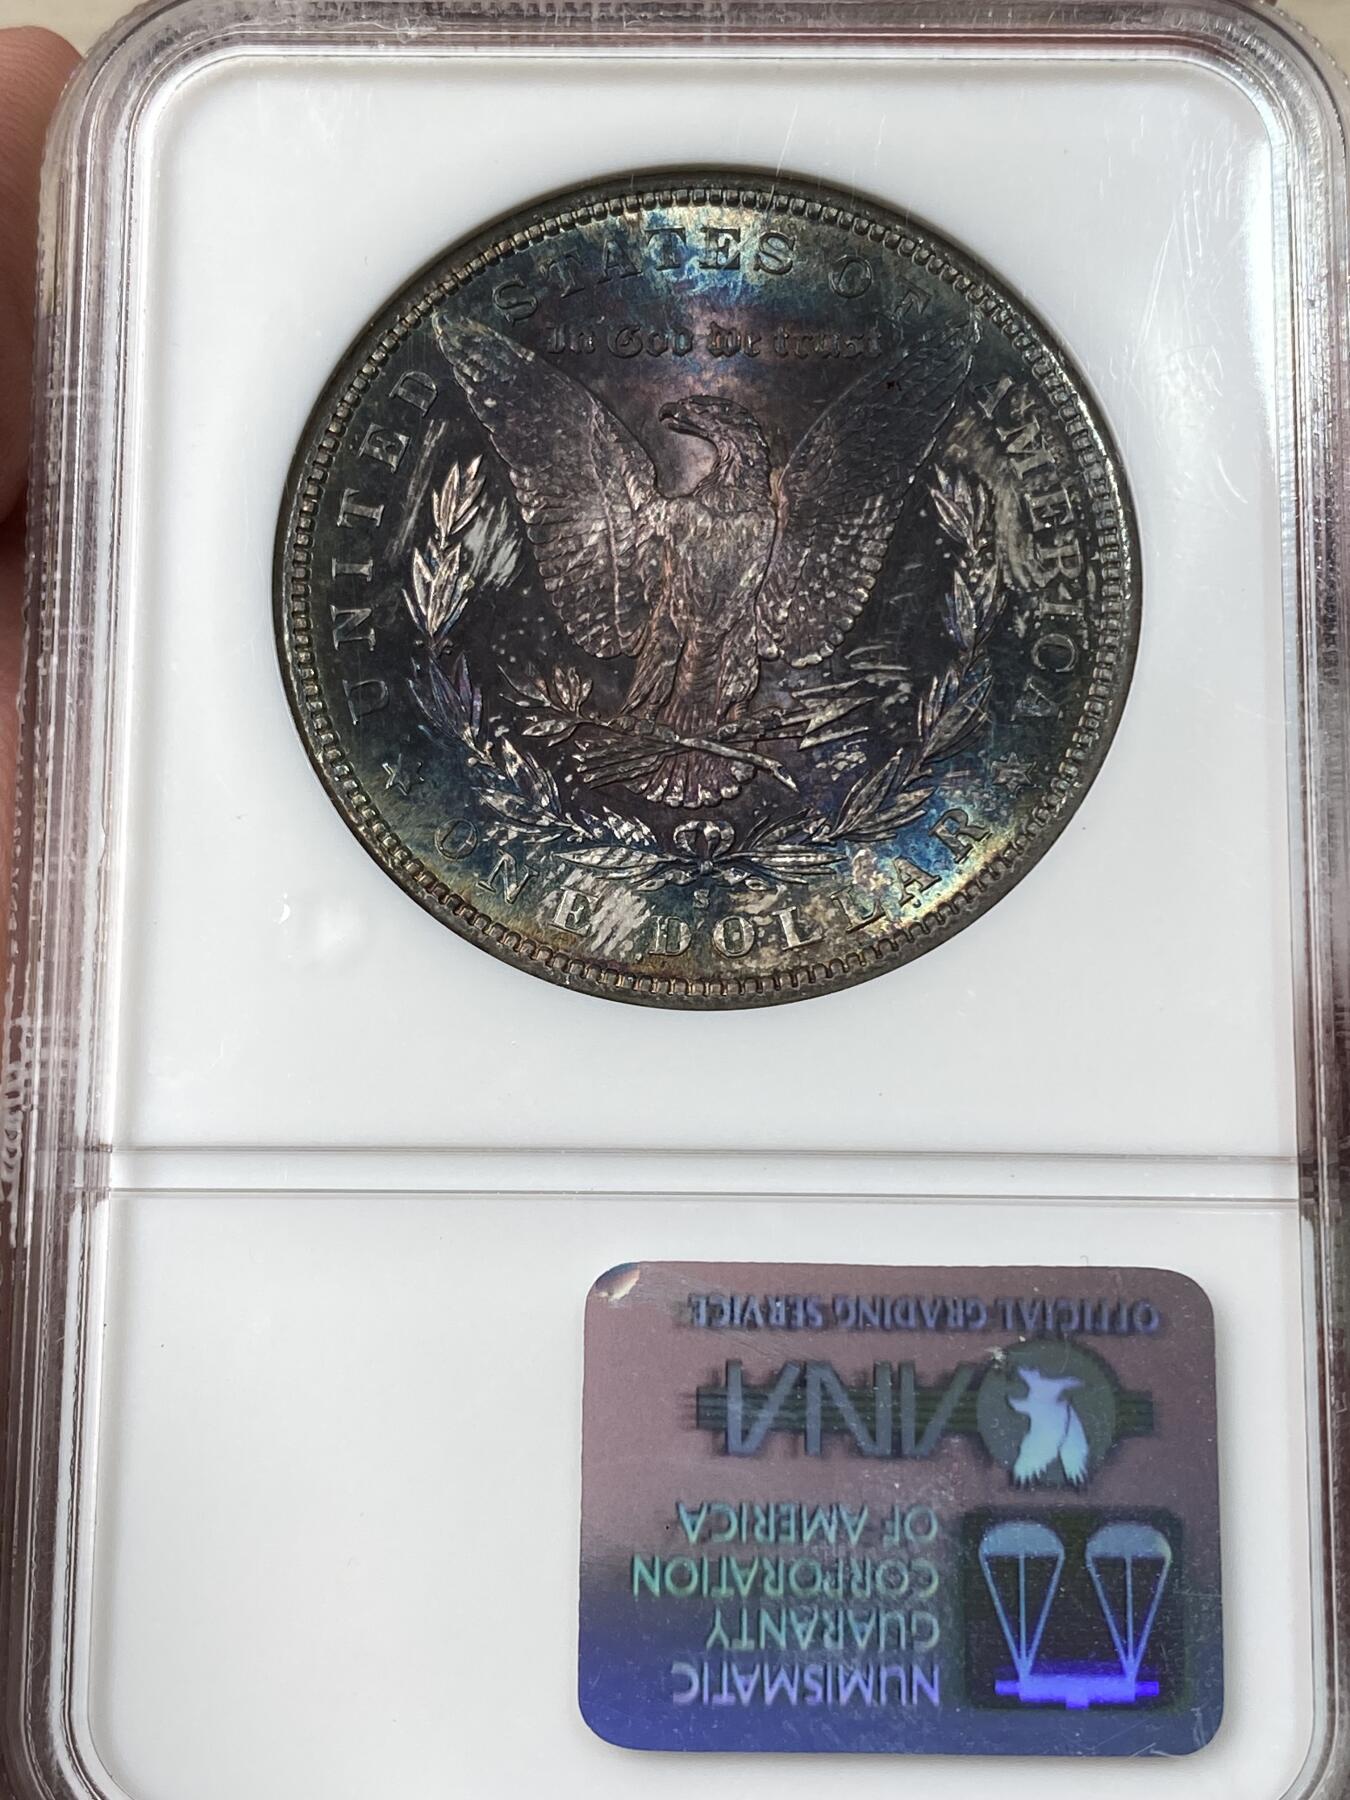 UNITED STATES OF AMERICA
In God We trust
S
ONE DOLLAR
NUMISMATIC
GUARANTY
CORPORATION
OF AMERICA
ANA
OFFICIAL GRADING SERVICE